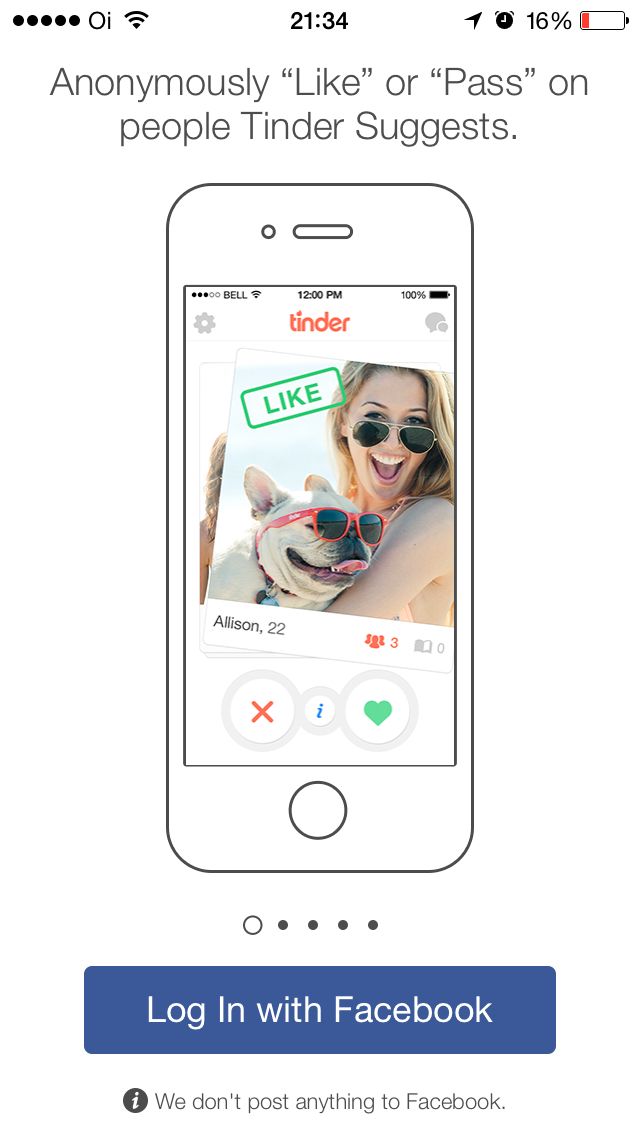 Oi 21:34 16%
Anonymously “Like” or “Pass” on
people Tinder Suggests.
BELL 12:00 PM 100%
tinder
LIKE
Allison, 22 3 0
i
Log In with Facebook
i We don't post anything to Facebook.